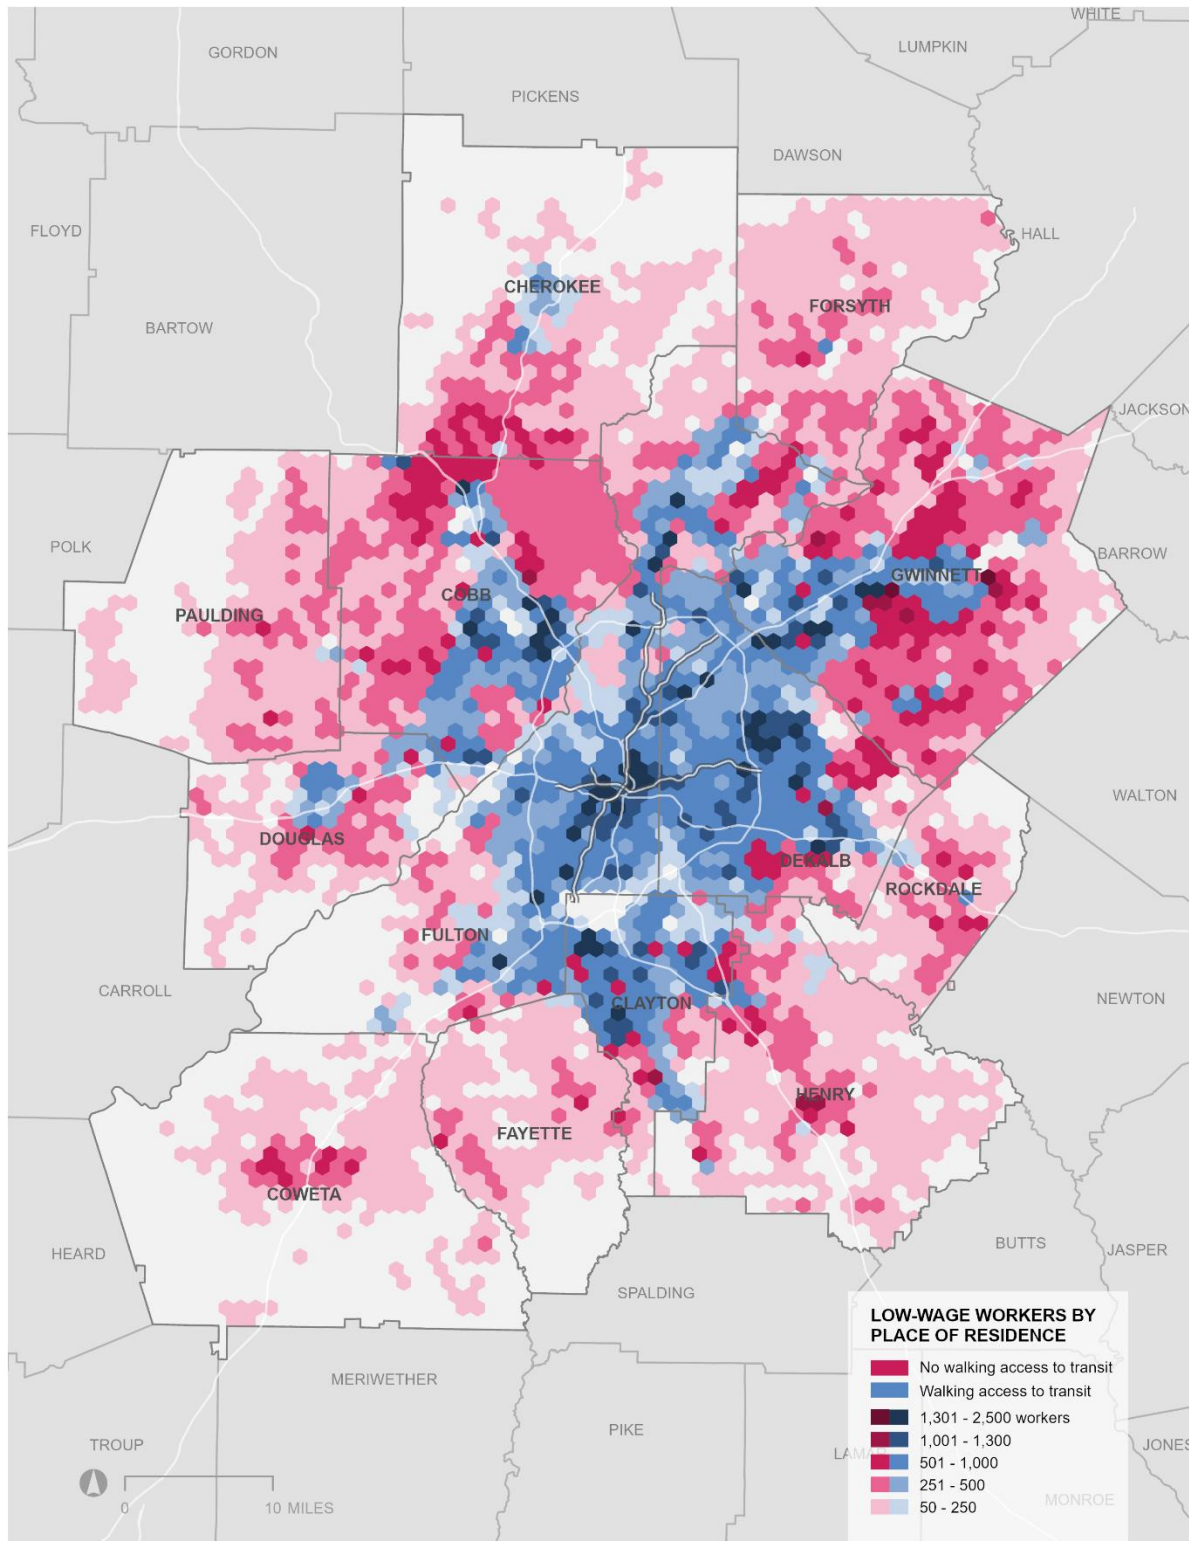 WHITE
GORDON
LUMPKIN
PICKENS
DAWSON
FLOYD
HALL
CHEROKEE
FORSYTH
BARTOW
JACKSON
POLK
BARROW
GWINNETT
COBB
PAULDING
WALTON
DOUGLAS
DEKALB
ROCKDALE
FULTON
CARROLL
CLAYTON
NEWTON
HENRY
FAYETTE
COWETA
HEARD
BUTTS
JASPER
SPALDING
LOW-WAGE WORKERS BY
PLACE OF RESIDENCE
No walking access to transit
Walking access to transit
1,301 - 2,500 workers
1,001 - 1,300
501 - 1,000
251 - 500
50 - 250
MERIWETHER
PIKE
TROUP
LAMAR
JONES
MONROE
0 10 MILES